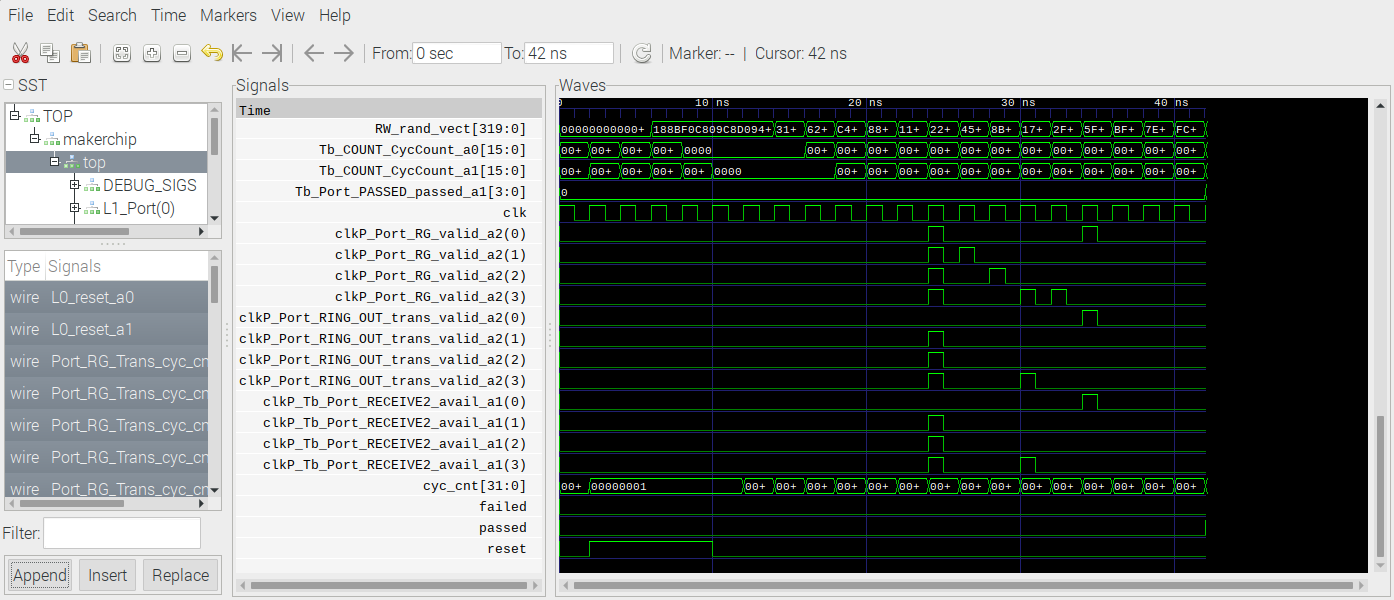 File Edit Search Time Markers View Help
From: 0 sec To: 42 ns Marker: -- | Cursor: 42 ns
SST
TOP
makerchip
top
DEBUG_SIGS
L1_Port(0)
Type Signals
wire L0_reset_a0
wire L0_reset_a1
wire Port_RG_Trans_cyc_cn
wire Port_RG_Trans_cyc_cn
wire Port_RG_Trans_cyc_cn
wire Port_RG_Trans_cyc_cn
wire Port_RG_Trans_cyc_cn
Filter:
Append Insert Replace
Signals
Time
RW_rand_vect[319:0]
Tb_COUNT_CycCount_a0[15:0]
Tb_COUNT_CycCount_a1[15:0]
Tb_Port_PASSED_passed_a1[3:0]
clk
clkP_Port_RG_valid_a2(0)
clkP_Port_RG_valid_a2(1)
clkP_Port_RG_valid_a2(2)
clkP_Port_RG_valid_a2(3)
clkP_Port_RING_OUT_trans_valid_a2(0)
clkP_Port_RING_OUT_trans_valid_a2(1)
clkP_Port_RING_OUT_trans_valid_a2(2)
clkP_Port_RING_OUT_trans_valid_a2(3)
clkP_Tb_Port_RECEIVE2_avail_a1(0)
clkP_Tb_Port_RECEIVE2_avail_a1(1)
clkP_Tb_Port_RECEIVE2_avail_a1(2)
clkP_Tb_Port_RECEIVE2_avail_a1(3)
cyc_cnt[31:0]
failed
passed
reset
Waves
0 10 ns 20 ns 30 ns 40 ns
00000000000+ 188BF0C809C8D094+ 31+ 62+ C4+ 88+ 11+ 22+ 45+ 8B+ 17+ 2F+ 5F+ BF+ 7E+ FC+
00+ 00+ 00+ 00+ 0000 00+ 00+ 00+ 00+ 00+ 00+ 00+ 00+ 00+ 00+ 00+ 00+ 00+
00+ 00+ 00+ 00+ 00+ 0000 00+ 00+ 00+ 00+ 00+ 00+ 00+ 00+ 00+ 00+ 00+ 00+
0
00+ 00000001 00+ 00+ 00+ 00+ 00+ 00+ 00+ 00+ 00+ 00+ 00+ 00+ 00+ 00+ 00+